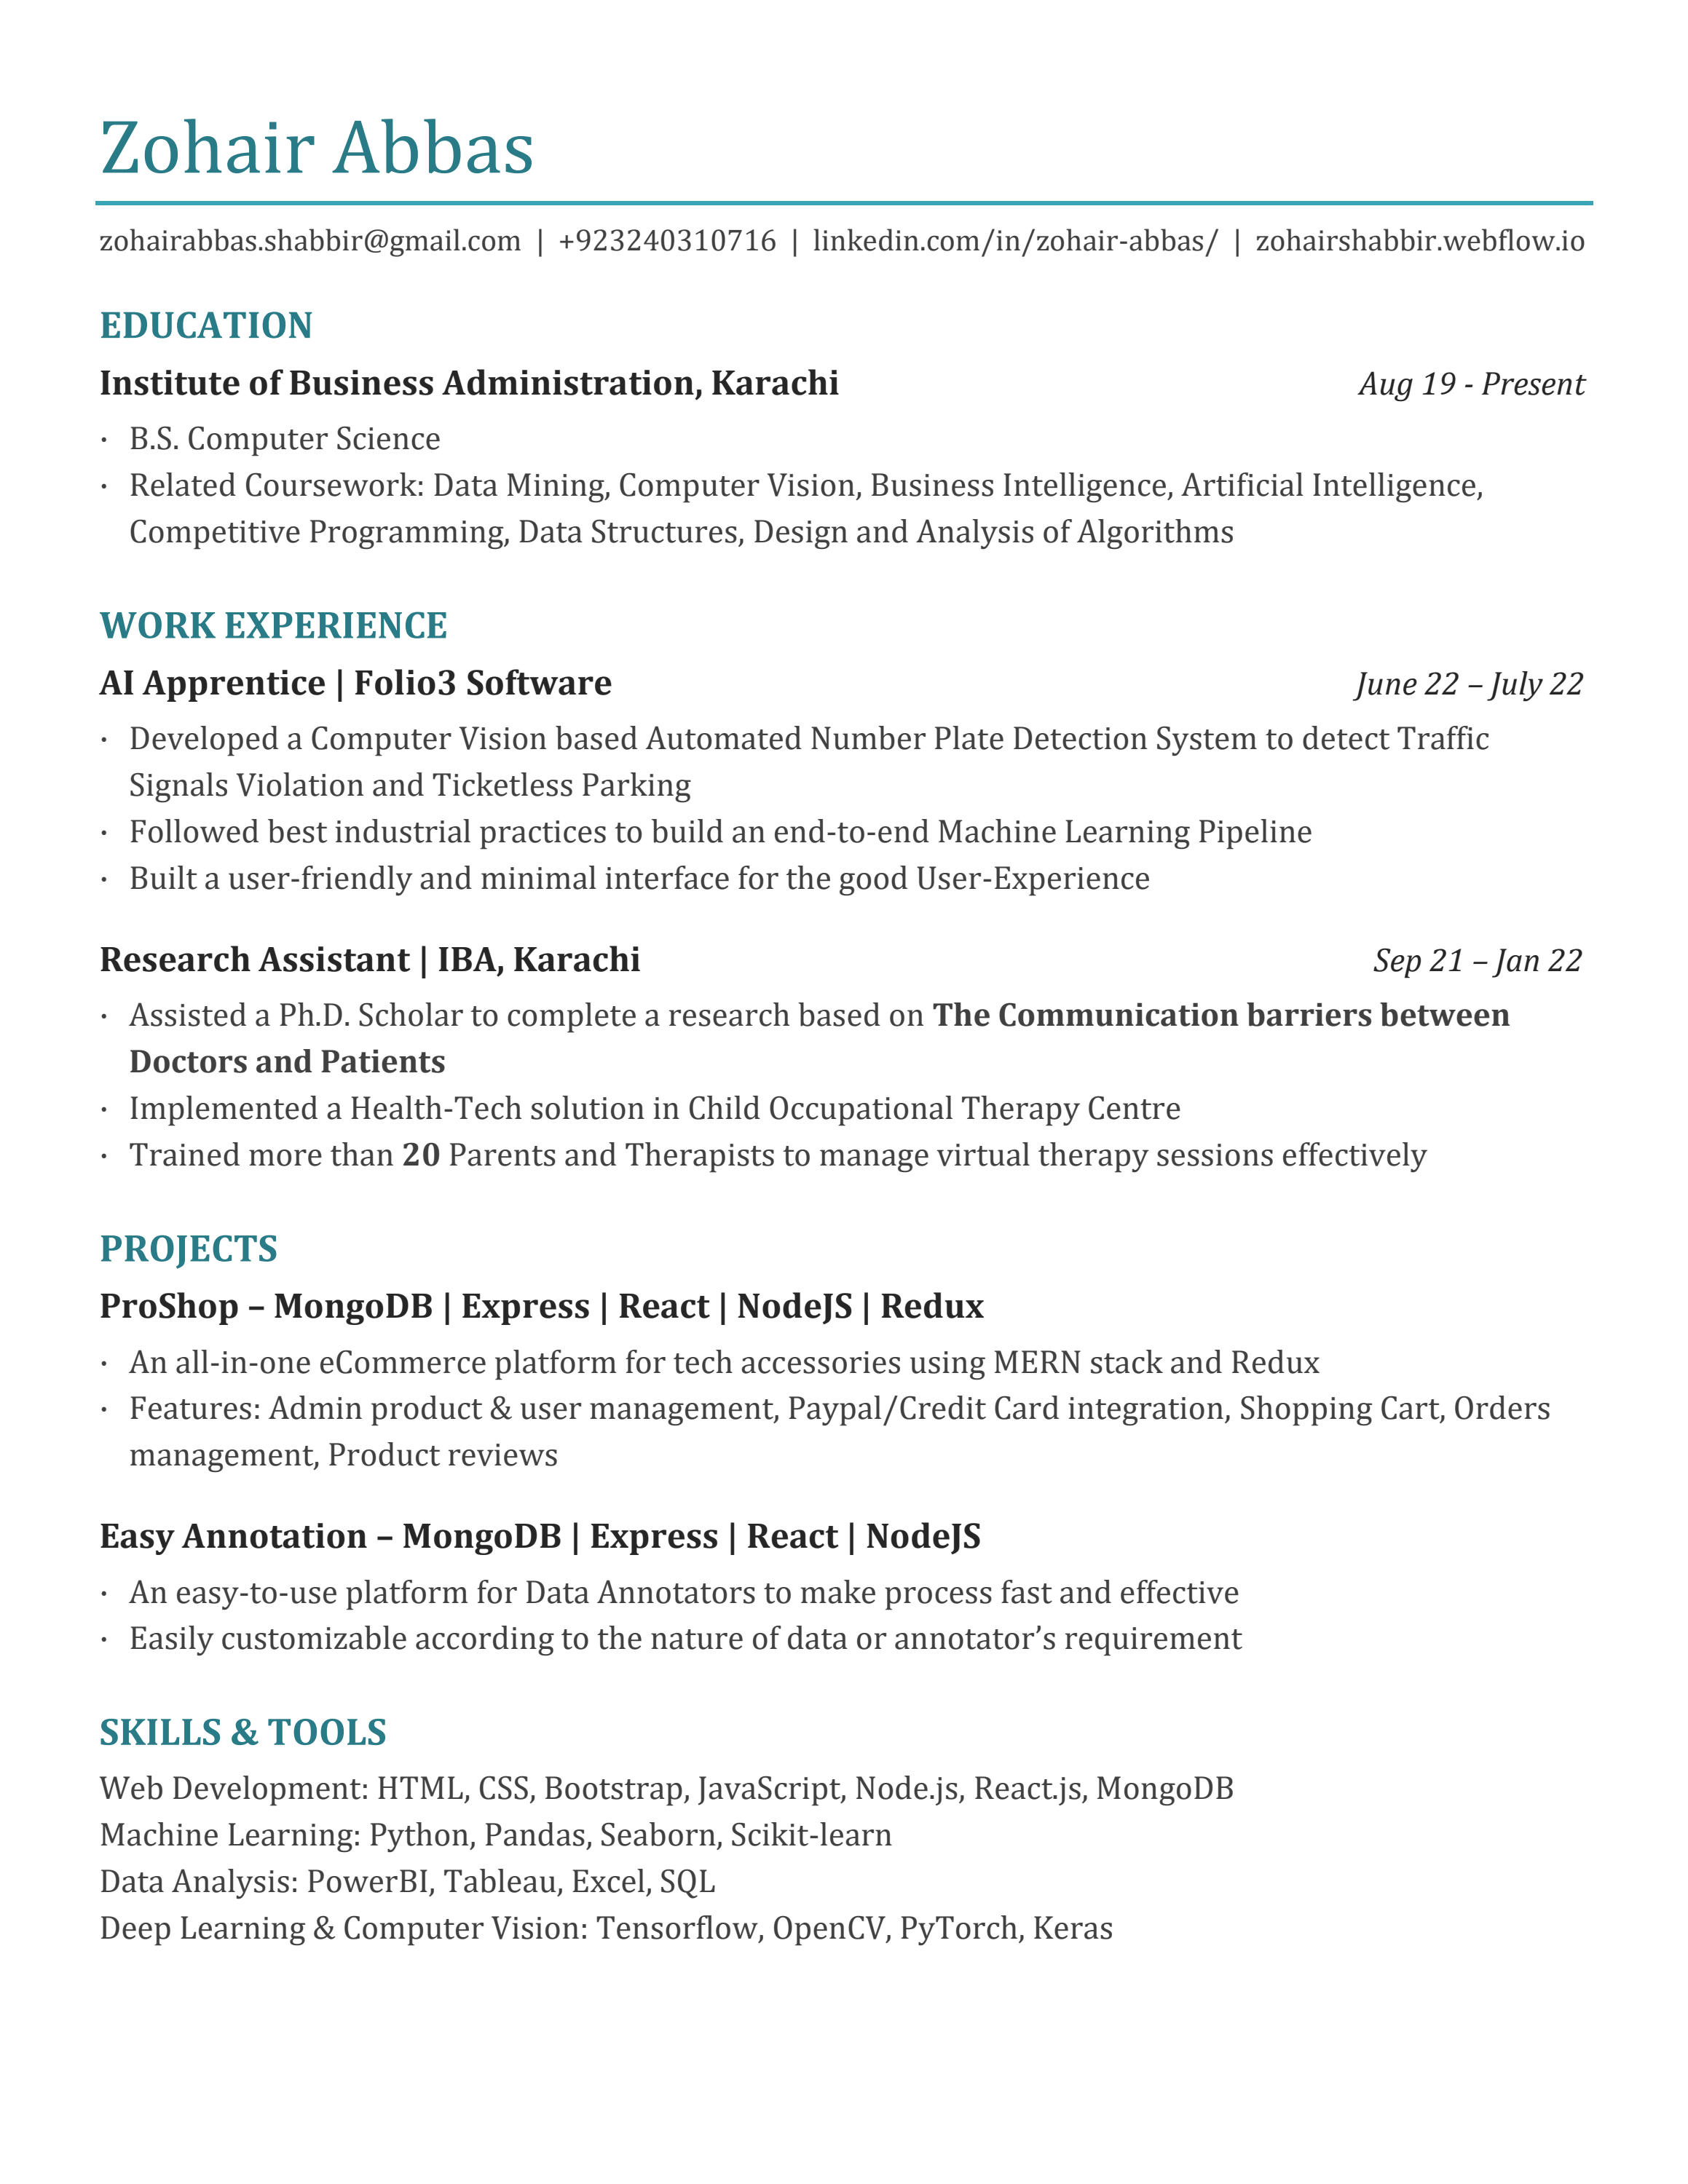 Zohair Abbas
zohairabbas.shabbir@gmail.com | +923240310716 | linkedin.com/in/zohair-abbas/ | zohairshabbir.webflow.io
EDUCATION
Institute of Business Administration, Karachi Aug 19 - Present
· B.S. Computer Science
· Related Coursework: Data Mining, Computer Vision, Business Intelligence, Artificial Intelligence,
Competitive Programming, Data Structures, Design and Analysis of Algorithms
WORK EXPERIENCE
AI Apprentice | Folio3 Software June 22 – July 22
· Developed a Computer Vision based Automated Number Plate Detection System to detect Traffic
Signals Violation and Ticketless Parking
· Followed best industrial practices to build an end-to-end Machine Learning Pipeline
· Built a user-friendly and minimal interface for the good User-Experience
Research Assistant | IBA, Karachi Sep 21 – Jan 22
· Assisted a Ph.D. Scholar to complete a research based on The Communication barriers between
Doctors and Patients
· Implemented a Health-Tech solution in Child Occupational Therapy Centre
· Trained more than 20 Parents and Therapists to manage virtual therapy sessions effectively
PROJECTS
ProShop – MongoDB | Express | React | NodeJS | Redux
· An all-in-one eCommerce platform for tech accessories using MERN stack and Redux
· Features: Admin product & user management, Paypal/Credit Card integration, Shopping Cart, Orders
management, Product reviews
Easy Annotation – MongoDB | Express | React | NodeJS
· An easy-to-use platform for Data Annotators to make process fast and effective
· Easily customizable according to the nature of data or annotator’s requirement
SKILLS & TOOLS
Web Development: HTML, CSS, Bootstrap, JavaScript, Node.js, React.js, MongoDB
Machine Learning: Python, Pandas, Seaborn, Scikit-learn
Data Analysis: PowerBI, Tableau, Excel, SQL
Deep Learning & Computer Vision: Tensorflow, OpenCV, PyTorch, Keras